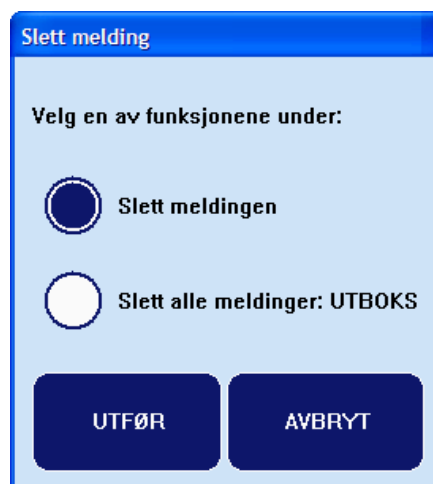 Slett melding
Velg en av funksjonene under:
Slett meldingen
Slett alle meldinger: UTBOKS
UTFØR
AVBRYT